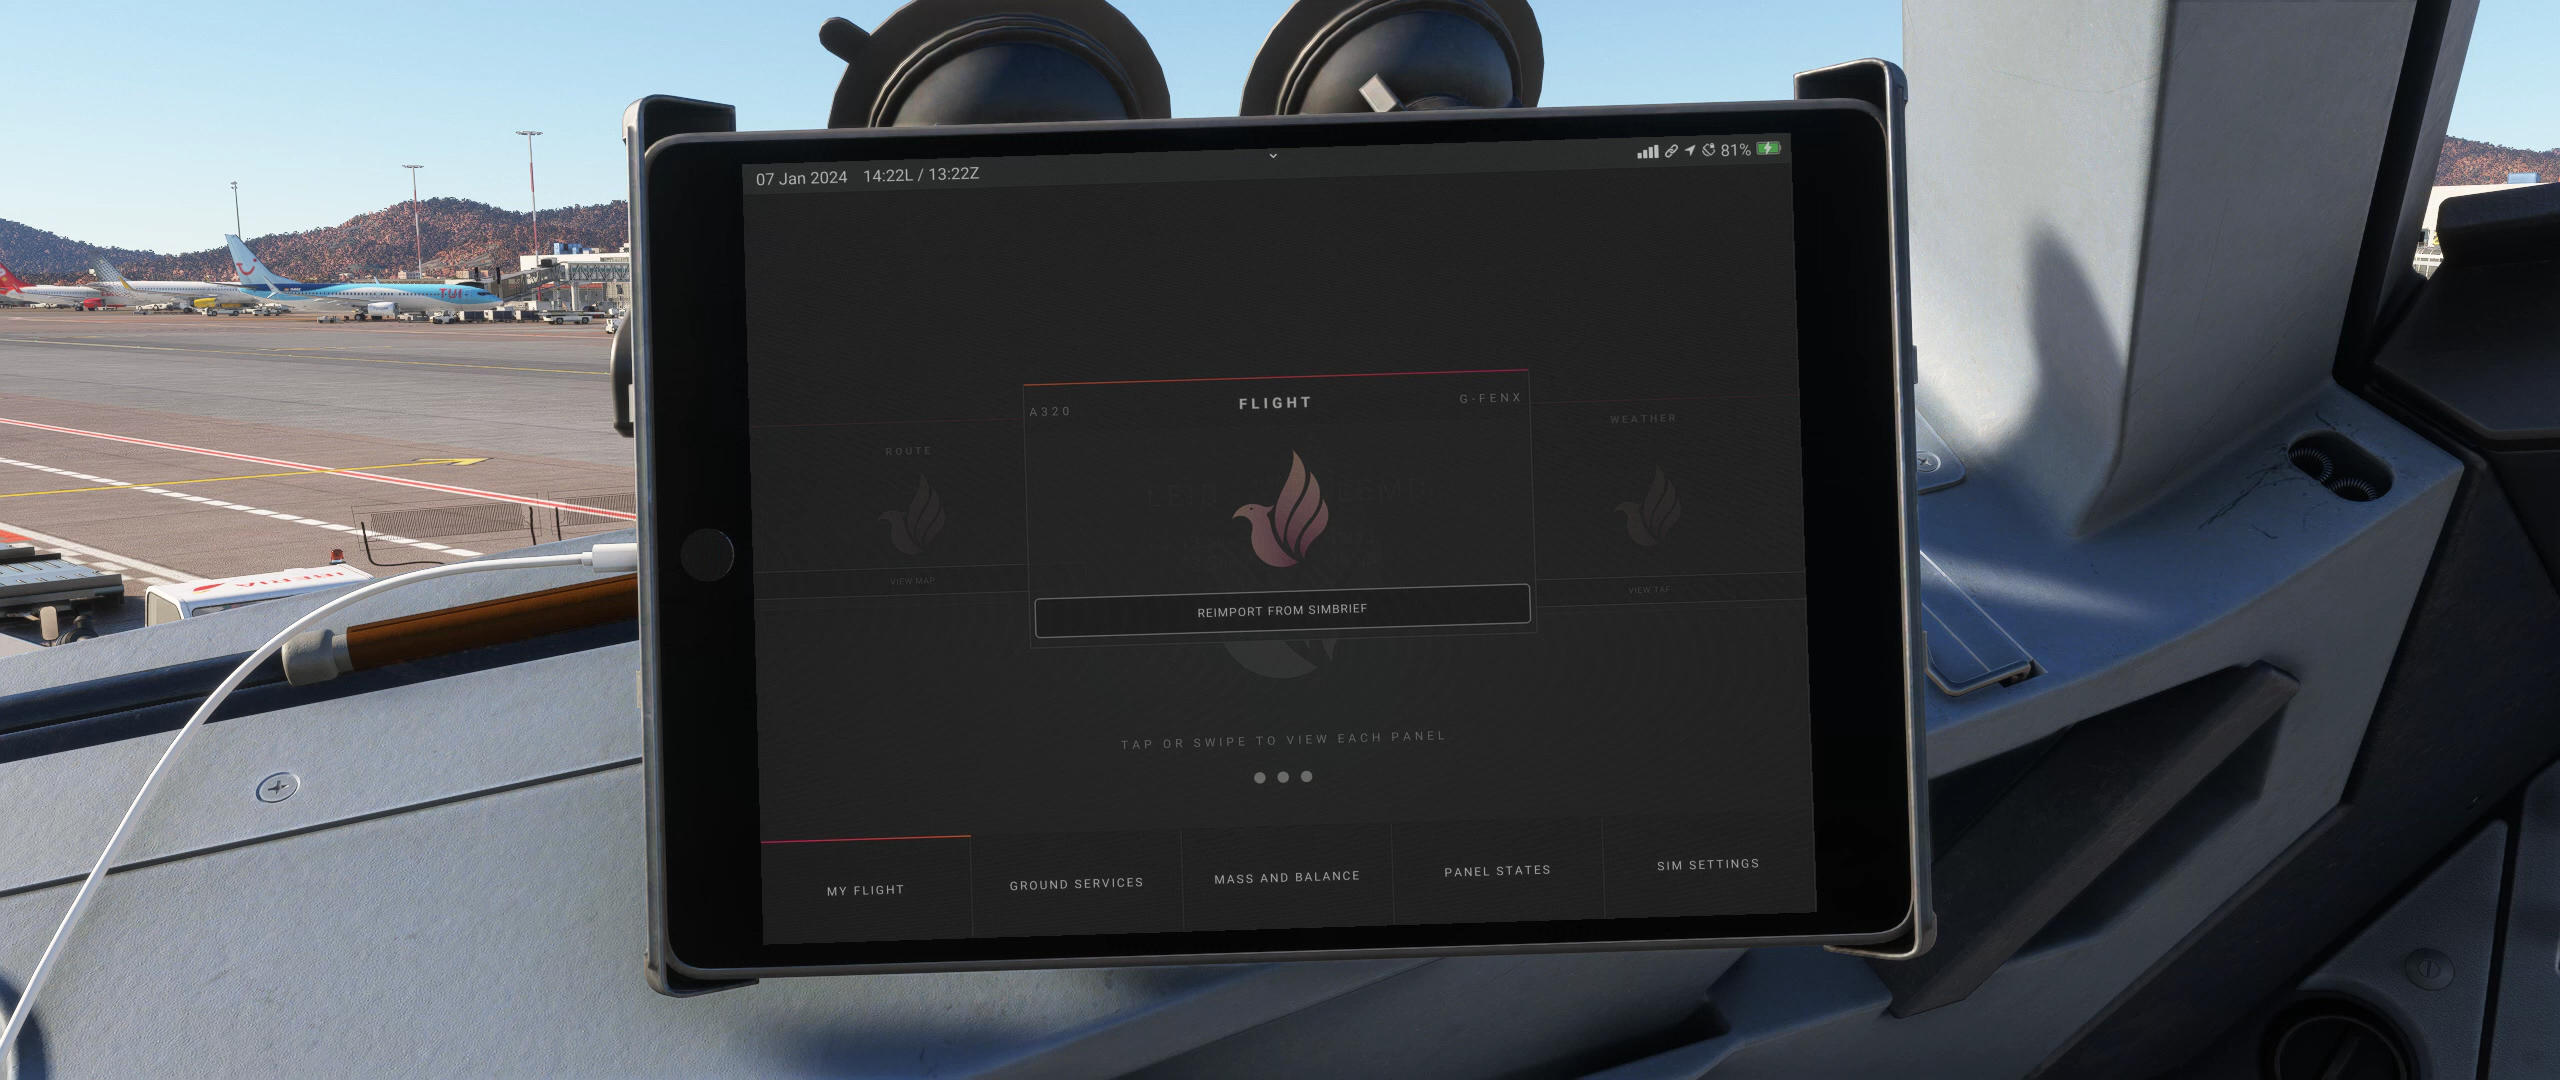 07 Jan 2024 14:22L / 13:22Z
81%
A320
FLIGHT
G-FENX
ROUTE
WEATHER
VIEW MAP
REIMPORT FROM SIMBRIEF
VIEW TAF
TAP OR SWIPE TO VIEW EACH PANEL
MY FLIGHT
GROUND SERVICES
MASS AND BALANCE
PANEL STATES
SIM SETTINGS
TUI
IBERIA